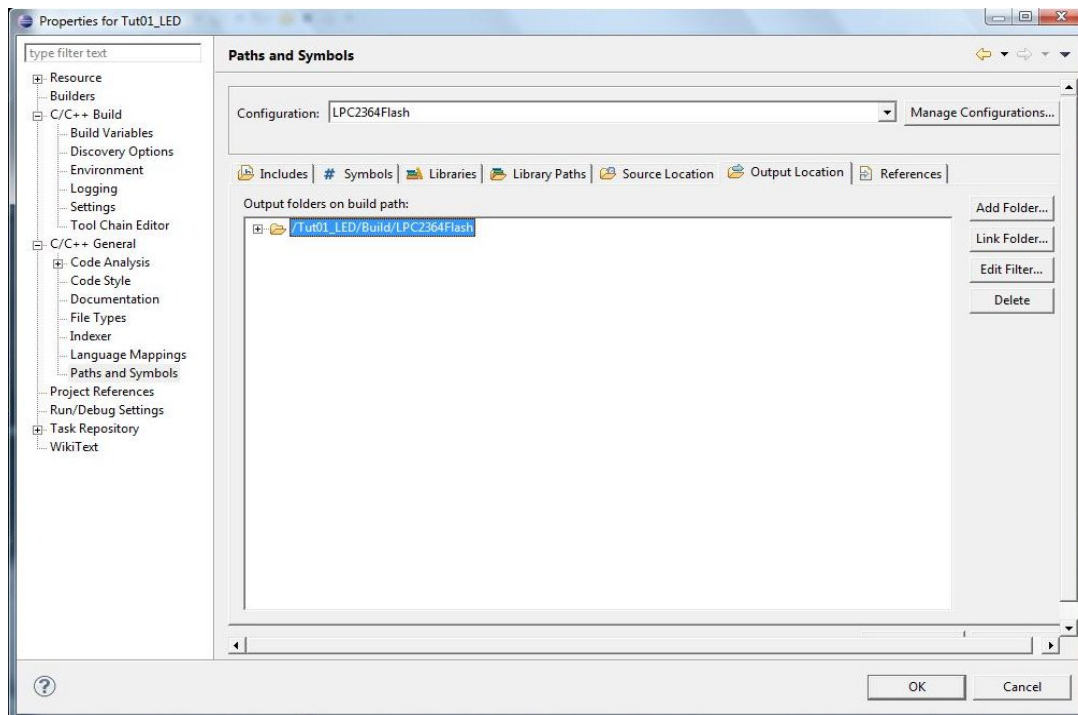 Properties for Tut01_LED
type filter text
Resource
Builders
C/C++ Build
Build Variables
Discovery Options
Environment
Logging
Settings
Tool Chain Editor
C/C++ General
Code Analysis
Code Style
Documentation
File Types
Indexer
Language Mappings
Paths and Symbols
Project References
Run/Debug Settings
Task Repository
WikiText
Paths and Symbols
Configuration: LPC2364Flash
Manage Configurations...
Includes # Symbols Libraries Library Paths Source Location Output Location References
Output folders on build path:
/Tut01_LED/Build/LPC2364Flash
Add Folder...
Link Folder...
Edit Filter...
Delete
OK Cancel